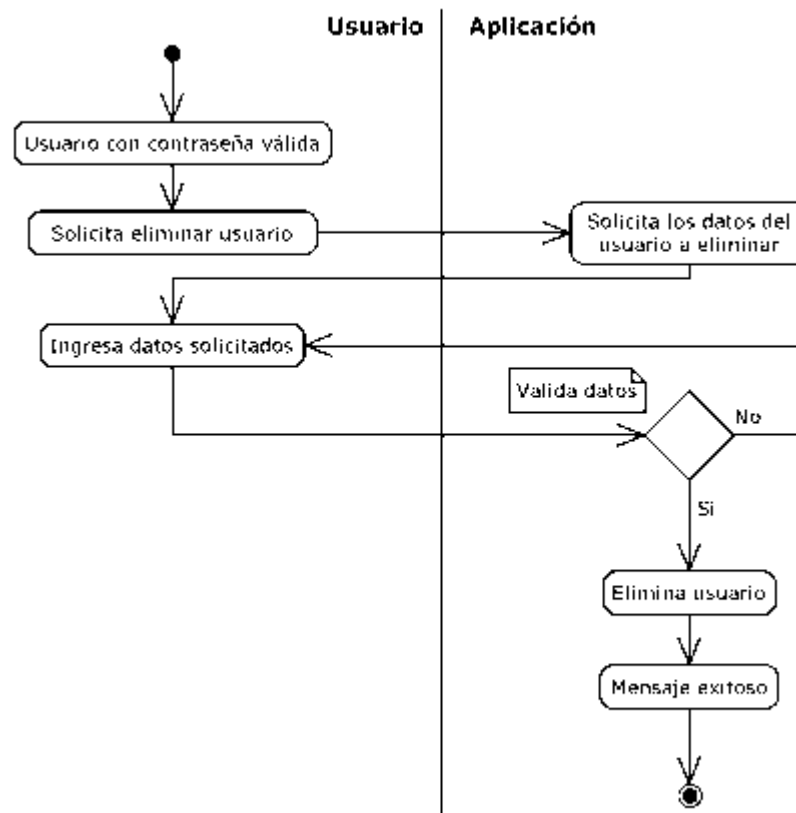 Usuario
Aplicación
Usuario con contraseña válida
Solicita eliminar usuario
Solicita los datos del
usuario a eliminar
Ingresa datos solicitados
Valida datos
No
Si
Elimina usuario
Mensaje exitoso